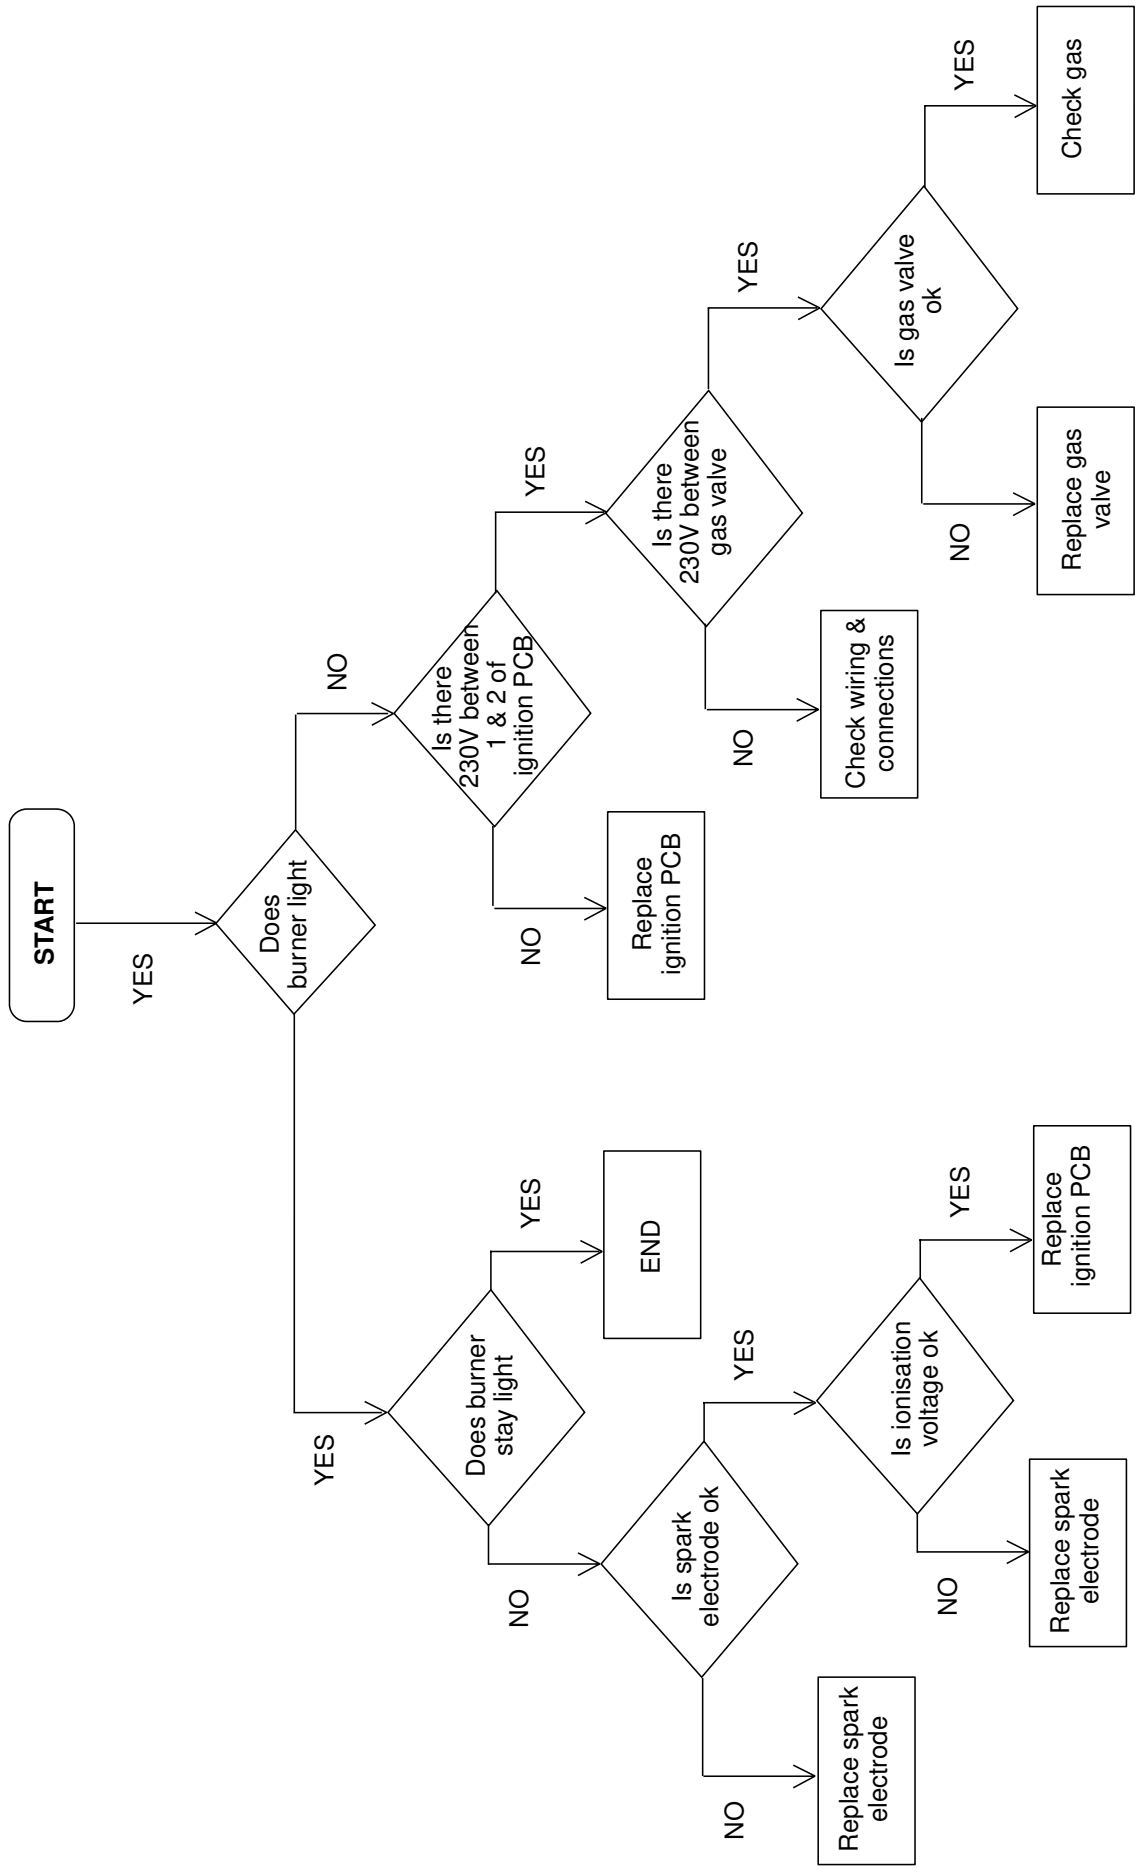 START
YES
Does
burner light
YES
NO
Does burner
stay light
Is there
230V between
1 & 2 of
ignition PCB
NO
YES
NO
YES
Is spark
electrode ok
END
Replace
ignition PCB
Is there
230V between
gas valve
NO
YES
NO
YES
Replace spark
electrode
Is ionisation
voltage ok
Check wiring &
connections
Is gas valve
ok
NO
YES
NO
YES
Replace spark
electrode
Replace
ignition PCB
Replace gas
valve
Check gas